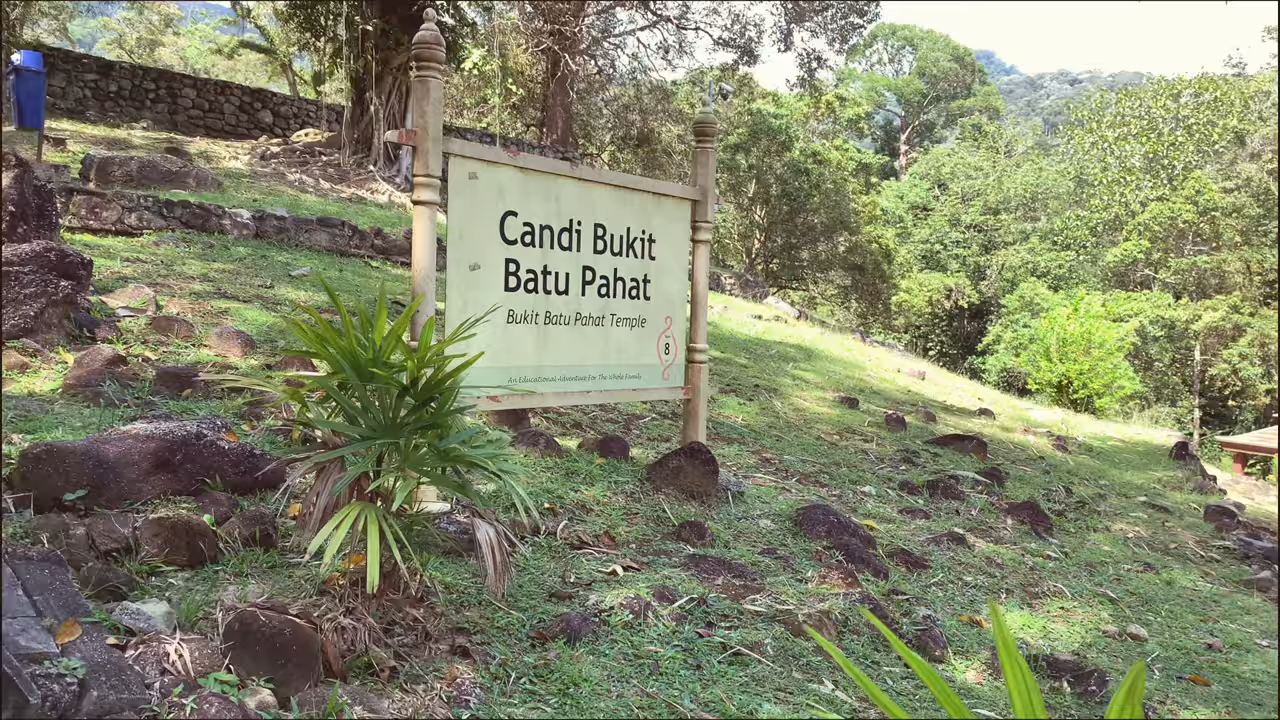 Candi Bukit
Batu Pahat
Bukit Batu Pahat Temple
8
An Educational Adventure For The Whole Family